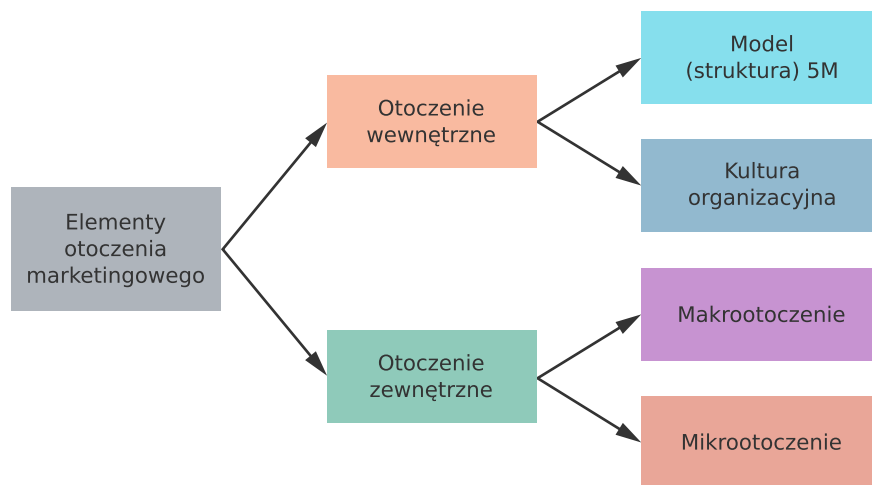 Elementy
otoczenia
marketingowego
Otoczenie
wewnętrzne
Otoczenie
zewnętrzne
Model
(struktura) 5M
Kultura
organizacyjna
Makrootoczenie
Mikrootoczenie